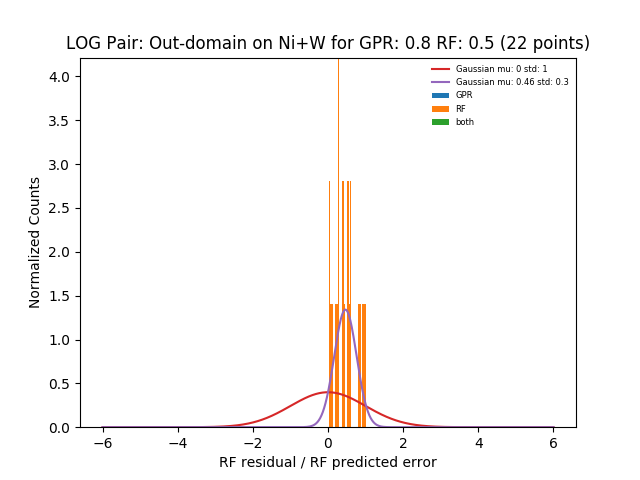 LOG Pair: Out-domain on Ni+W for GPR: 0.8 RF: 0.5 (22 points)
Gaussian mu: 0 std: 1
Gaussian mu: 0.46 std: 0.3
GPR
RF
both
Normalized Counts
4.0
3.5
3.0
2.5
2.0
1.5
1.0
0.5
0.0
−6 −4 −2 0 2 4 6
RF residual / RF predicted error